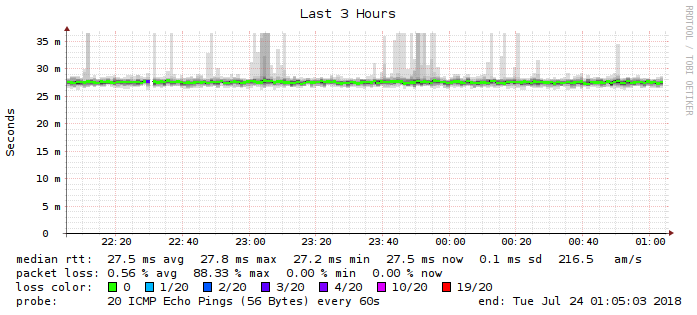 Last 3 Hours
RRDTOOL / TOBI OETIKER
Seconds
35 m
30 m
25 m
20 m
15 m
10 m
5 m
0
22:20 22:40 23:00 23:20 23:40 00:00 00:20 00:40 01:00
median rtt: 27.5 ms avg 27.8 ms max 27.2 ms min 27.5 ms now 0.1 ms sd 216.5 am/s
packet loss: 0.56 % avg 88.33 % max 0.00 % min 0.00 % now
loss color: 0 1/20 2/20 3/20 4/20 10/20 19/20
probe: 20 ICMP Echo Pings (56 Bytes) every 60s end: Tue Jul 24 01:05:03 2018